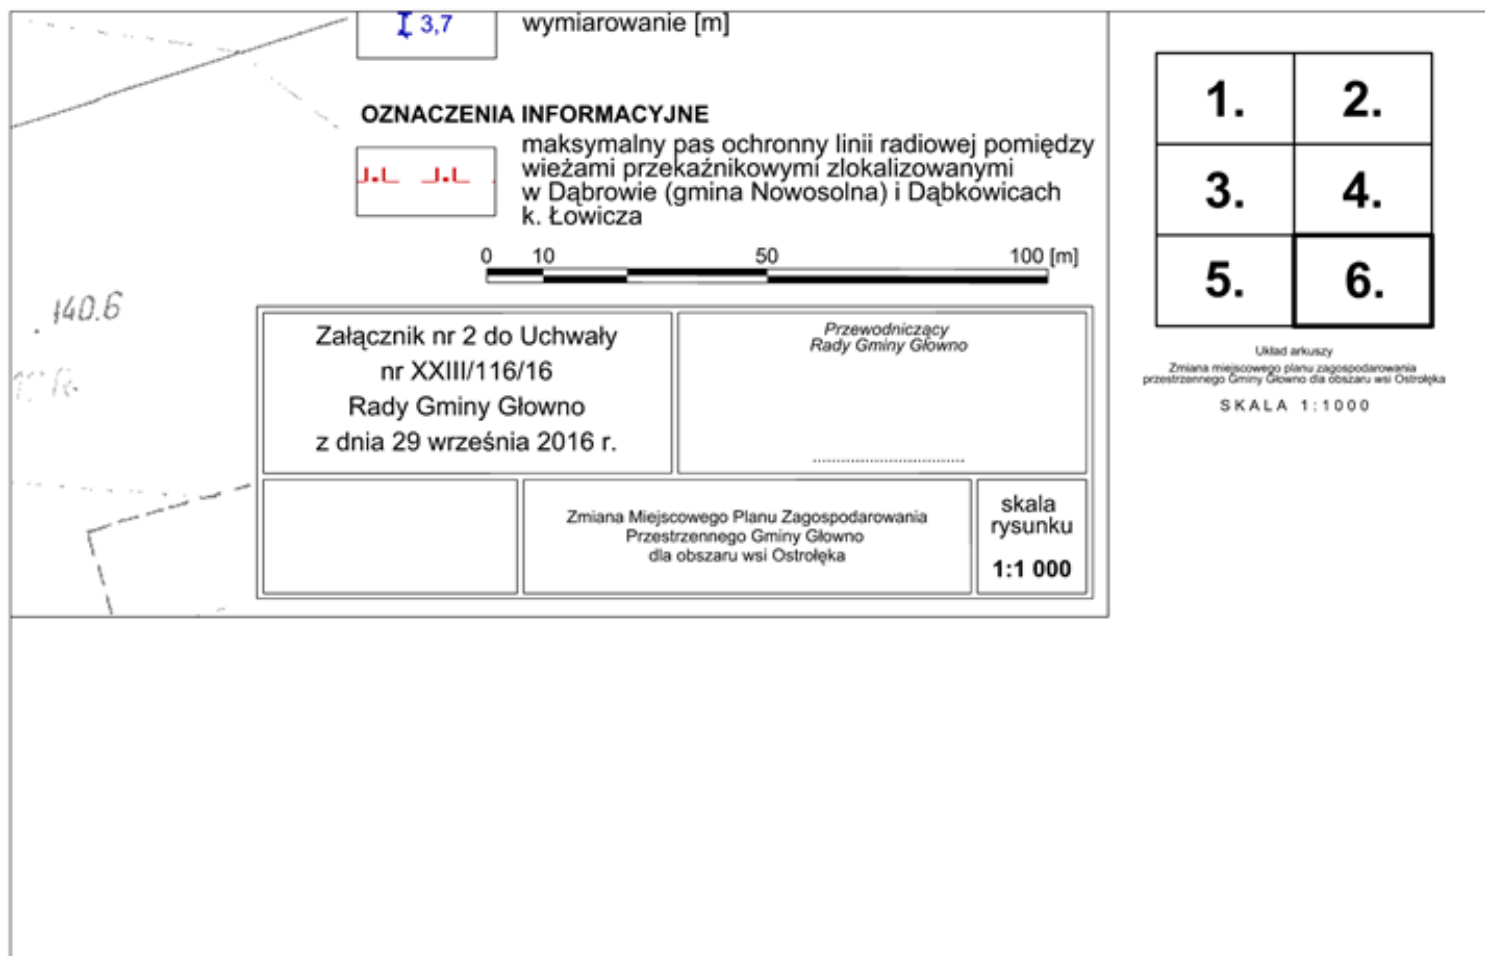 3,7
wymiarowanie [m]
OZNACZENIA INFORMACYJNE
maksymalny pas ochronny linii radiowej pomiędzy
wieżami przekaźnikowymi zlokalizowanymi
w Dąbrowie (gmina Nowosolna) i Dąbkowicach
k. Łowicza
0 10 50 100 [m]
140.6
Załącznik nr 2 do Uchwały
nr XXIII/116/16
Rady Gminy Głowno
z dnia 29 września 2016 r.
Przewodniczący
Rady Gminy Głowno
Zmiana Miejscowego Planu Zagospodarowania
Przestrzennego Gminy Głowno
dla obszaru wsi Ostrołęka
skala
rysunku
1:1 000
1. 2.
3. 4.
5. 6.
Układ arkuszy
Zmiana miejscowego planu zagospodarowania
przestrzennego Gminy Głowno dla obszaru wsi Ostrołęka
SKALA 1:1000